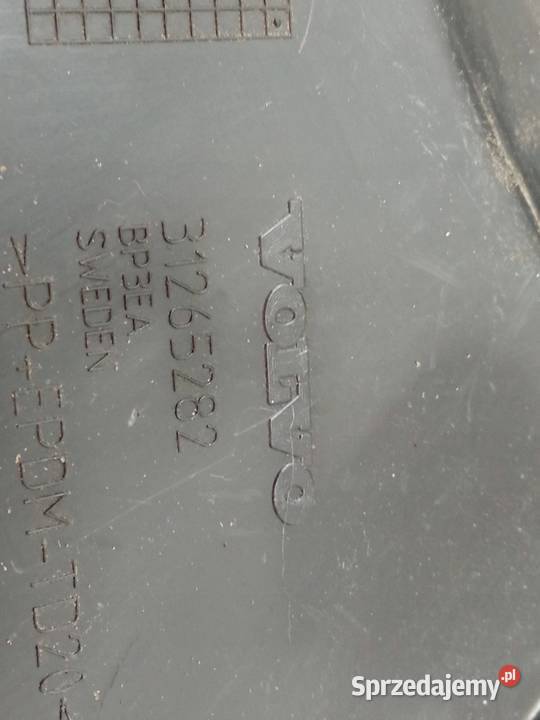 VOLVO
31265282
BP3EA
SWEDEN
>PP+EPDM-TD20<
Sprzedajemy.pl